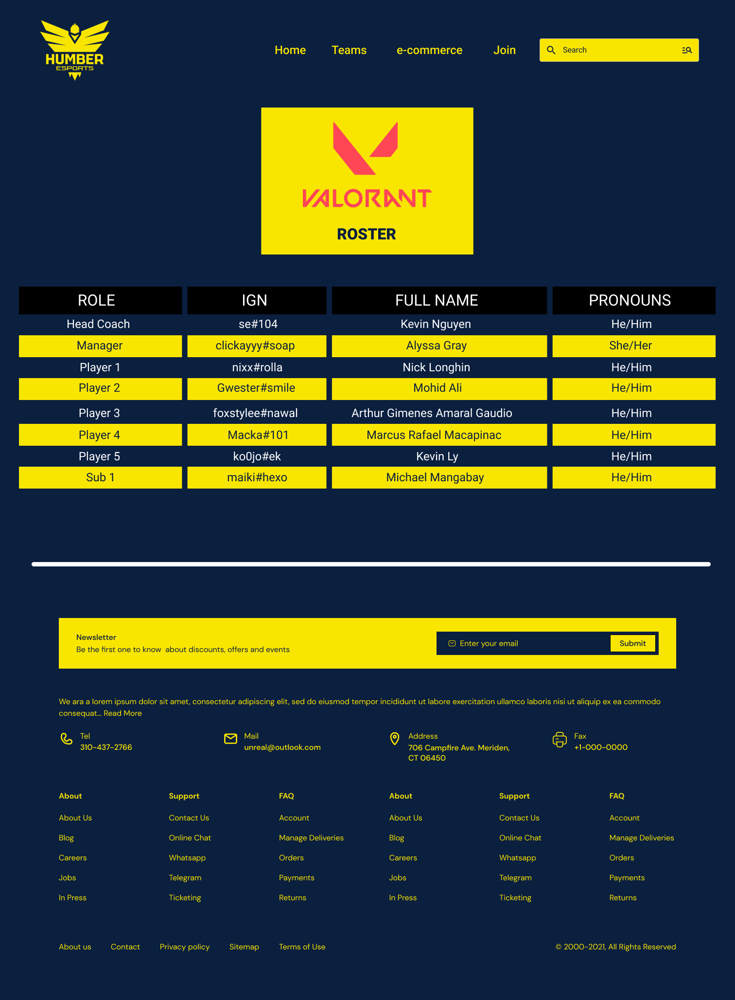 HUMBER
ESPORTS
Home Teams e-commerce Join Search
VALORANT
ROSTER
ROLE IGN FULL NAME PRONOUNS
Head Coach se#104 Kevin Nguyen He/Him
Manager clickayyy#soap Alyssa Gray She/Her
Player 1 nixx#rolla Nick Longhin He/Him
Player 2 Gwester#smile Mohid Ali He/Him
Player 3 foxstylee#nawal Arthur Gimenes Amaral Gaudio He/Him
Player 4 Macka#101 Marcus Rafael Macapinac He/Him
Player 5 ko0jo#ek Kevin Ly He/Him
Sub 1 maiki#hexo Michael Mangabay He/Him
Newsletter
Be the first one to know  about discounts, offers and events
Enter your email Submit
We ara a lorem ipsum dolor sit amet, consectetur adipiscing elit, sed do eiusmod tempor incididunt ut labore exercitation ullamco laboris nisi ut aliquip ex ea commodo
consequat... Read More
Tel Mail Address Fax
310-437-2766 unreal@outlook.com 706 Campfire Ave. Meriden, +1-000-0000
CT 06450
About Support FAQ About Support FAQ
About Us Contact Us Account About Us Contact Us Account
Blog Online Chat Manage Deliveries Blog Online Chat Manage Deliveries
Careers Whatsapp Orders Careers Whatsapp Orders
Jobs Telegram Payments Jobs Telegram Payments
In Press Ticketing Returns In Press Ticketing Returns
About us Contact Privacy policy Sitemap Terms of Use © 2000-2021, All Rights Reserved